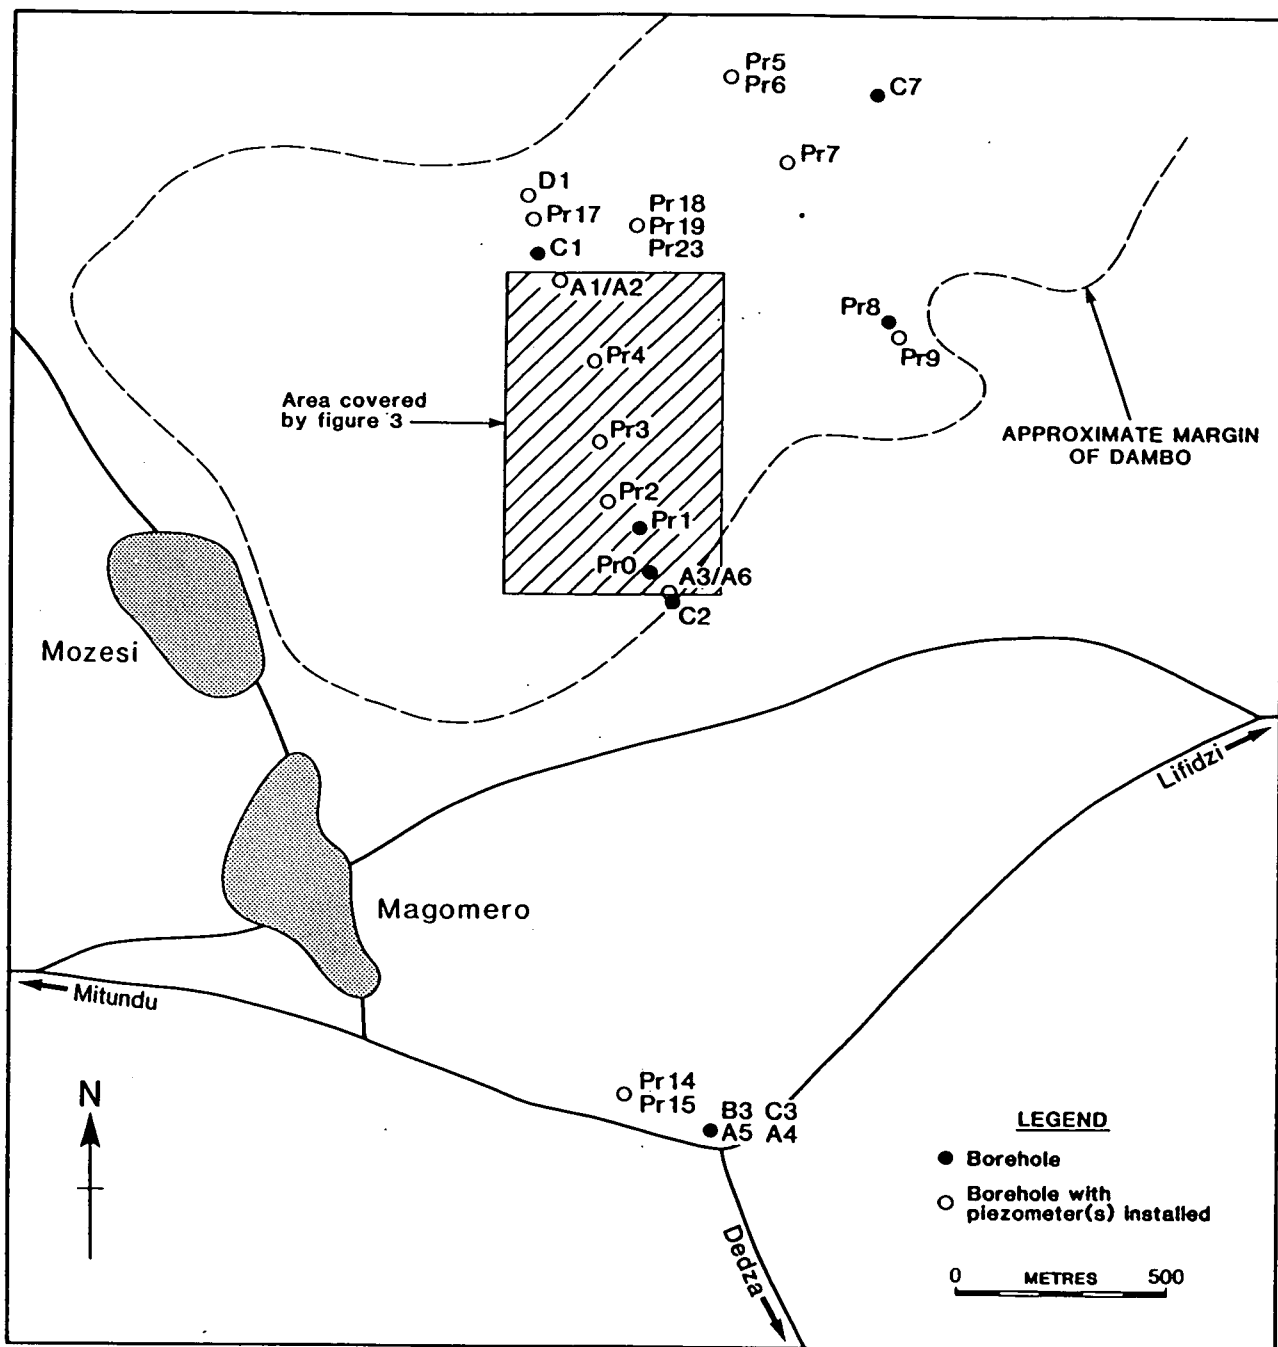 Pr5
Pr6
C7
Pr7
D1
Pr17
Pr18
Pr19
Pr23
C1
A1/A2
Pr8
Pr9
Pr4
Area covered
by figure 3
Pr3
APPROXIMATE MARGIN
OF DAMBO
Pr2
Pr1
Pr0
A3/A6
C2
Mozesi
Lifidzi
Magomero
Mitundu
N
Pr14
Pr15
B3 C3
A5 A4
Dedza
LEGEND
Borehole
Borehole with
piezometer(s) installed
0 METRES 500